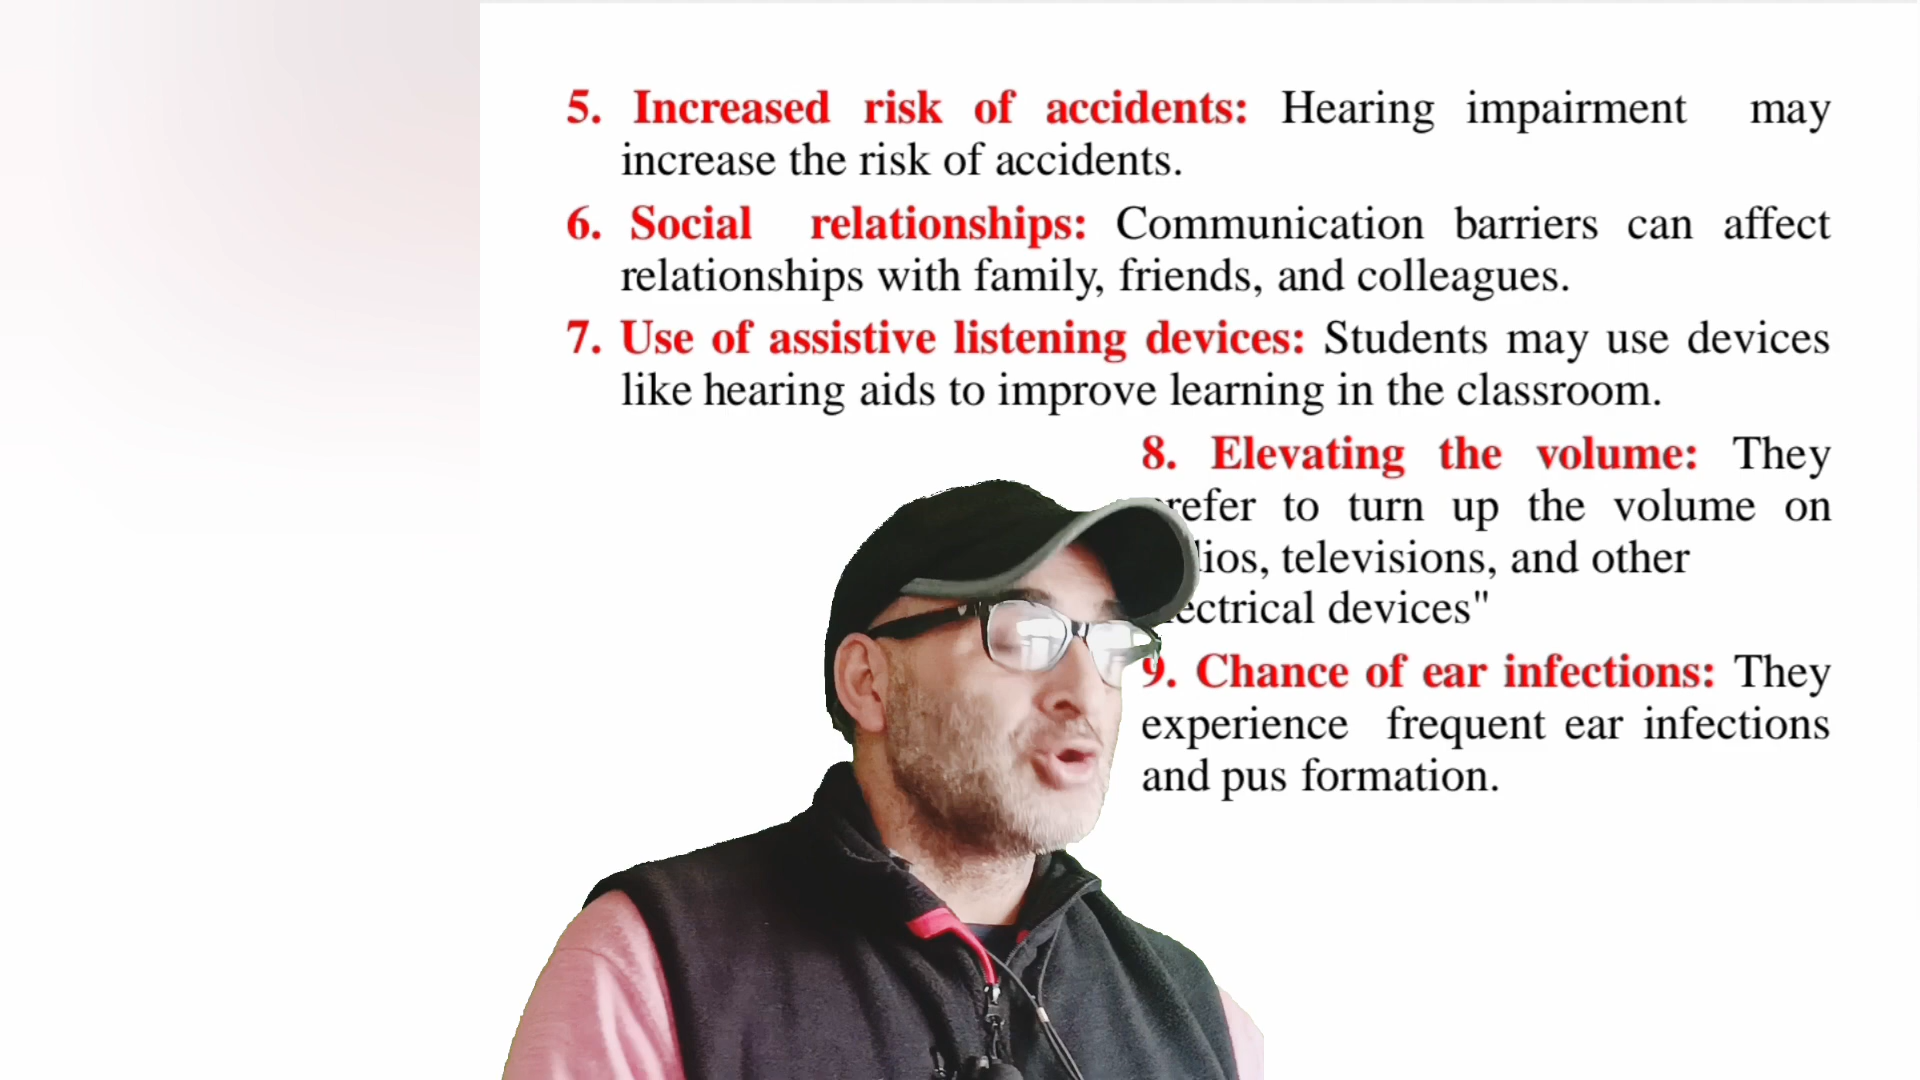 5. Increased risk of accidents: Hearing impairment may
increase the risk of accidents.
6. Social relationships: Communication barriers can affect
relationships with family, friends, and colleagues.
7. Use of assistive listening devices: Students may use devices
like hearing aids to improve learning in the classroom.
8. Elevating the volume: They
to turn up the volume on
televisions, and other
devices"
9. Chance of ear infections: They
experience frequent ear infections
and pus formation.